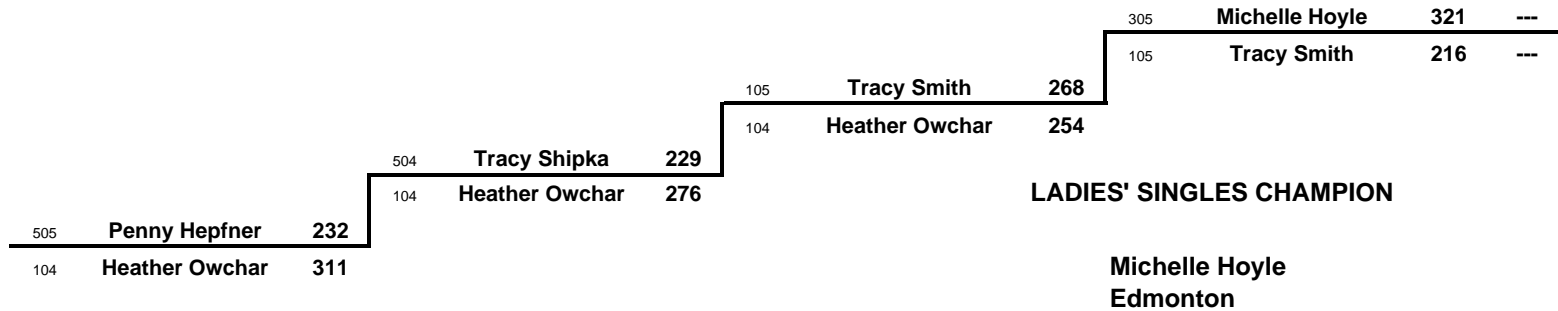 305 Michelle Hoyle 321 ---
105 Tracy Smith 216 ---
105 Tracy Smith 268
104 Heather Owchar 254
504 Tracy Shipka 229
104 Heather Owchar 276
LADIES' SINGLES CHAMPION
505 Penny Hepfner 232
104 Heather Owchar 311
Michelle Hoyle
Edmonton